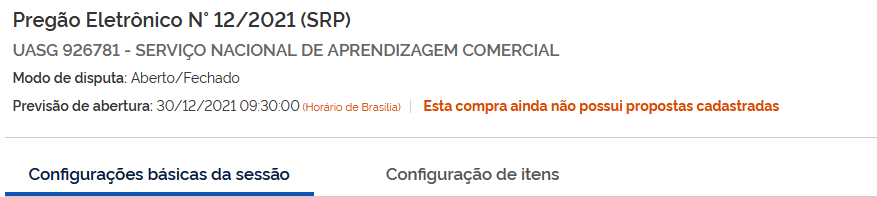 Pregão Eletrônico N° 12/2021 (SRP)
UASG 926781 - SERVIÇO NACIONAL DE APRENDIZAGEM COMERCIAL
Modo de disputa: Aberto/Fechado
Previsão de abertura: 30/12/2021 09:30:00 (Horário de Brasília) | Esta compra ainda não possui propostas cadastradas
Configurações básicas da sessão Configuração de itens